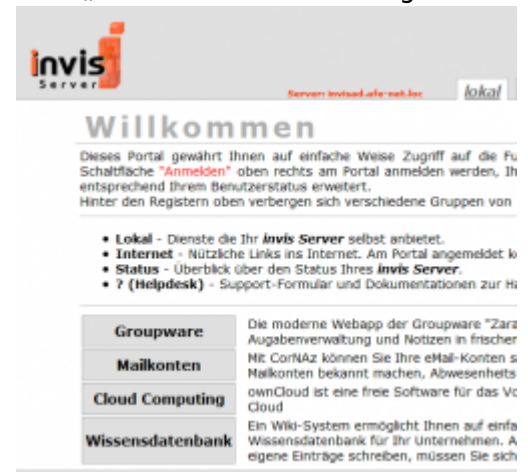 invis
Server
Server: invisad.afe-net.loc
lokal
Willkommen
Dieses Portal gewährt Ihnen auf einfache Weise Zugriff auf die Fu
Schaltfläche "Anmelden" oben rechts am Portal anmelden werden, Ih
entsprechend Ihrem Benutzerstatus erweitert.
Hinter den Registern oben verbergen sich verschiedene Gruppen von
• Lokal - Dienste die Ihr invis Server selbst anbietet.
• Internet - Nützliche Links ins Internet. Am Portal angemeldet k
• Status - Überblick über den Status Ihres invis Server.
• ? (Helpdesk) - Support-Formular und Dokumentationen zur Ha
Groupware
Die moderne Webapp der Groupware "Zara
Augabenverwaltung und Notizen in frischer
Mailkonten
Mit CorNAz können Sie Ihre eMail-Konten s
Mailkonten bekannt machen, Abwesenheits
Cloud Computing
ownCloud ist eine freie Software für das Vo
Cloud
Wissensdatenbank
Ein Wiki-System ermöglicht Ihnen auf einfa
Wissensdatenbank für Ihr Unternehmen. A
eigene Einträge schreiben, müssen Sie sich